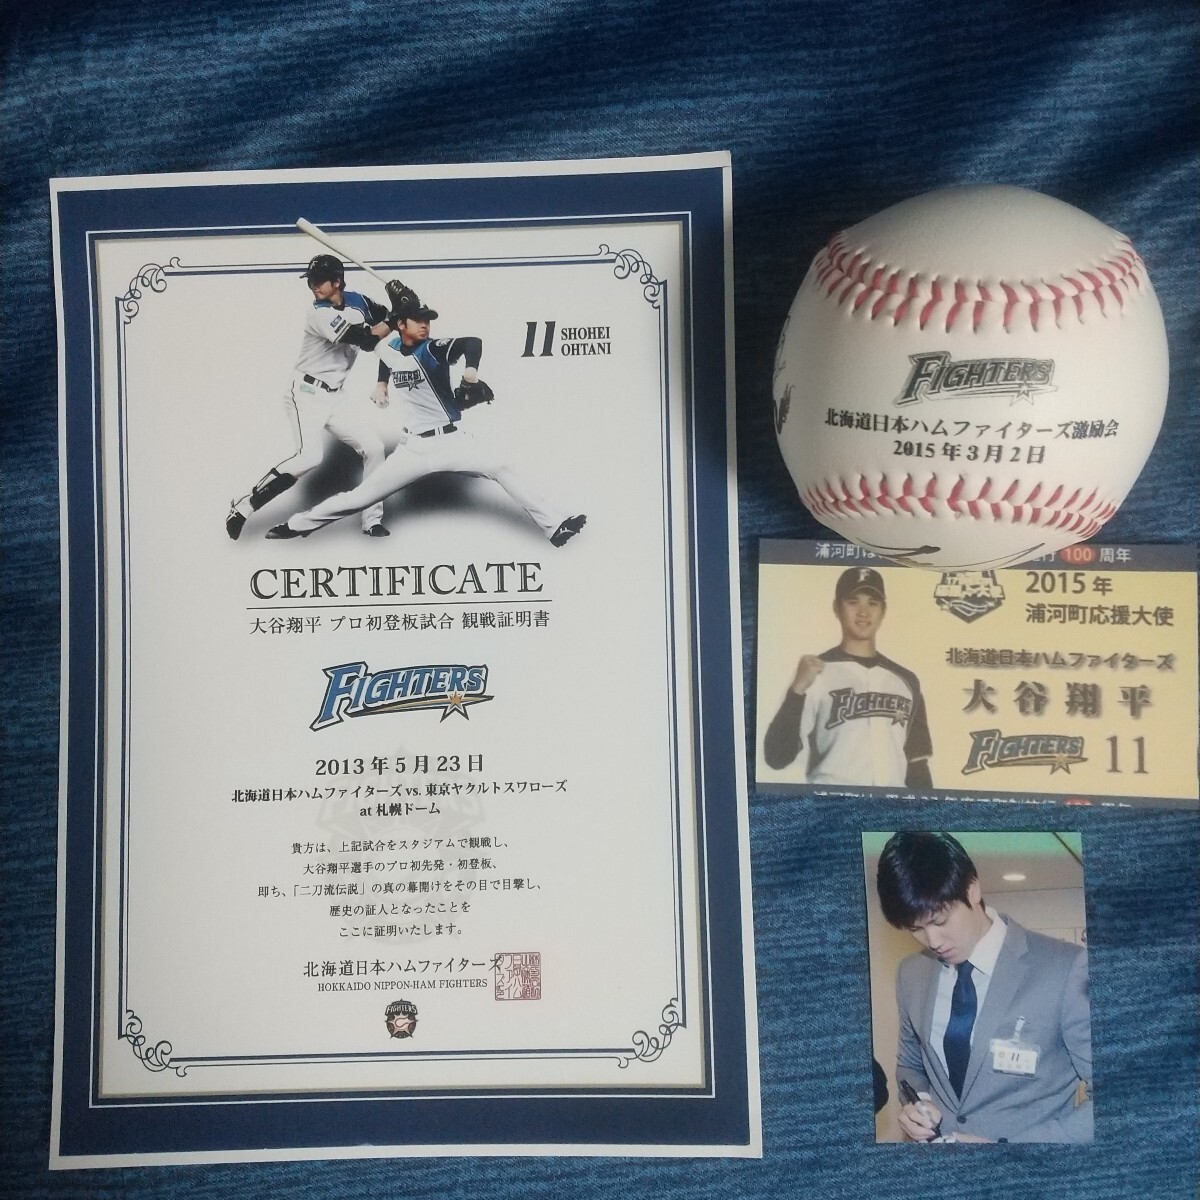 11 SHOHEI OHTANI
CERTIFICATE
大谷翔平 プロ初登板試合 観戦証明書
FIGHTERS
2013年5月23日
北海道日本ハムファイターズ vs. 東京ヤクルトスワローズ
at 札幌ドーム
貴方は、上記試合をスタジアムで観戦し、
大谷翔平選手のプロ初先発・初登板、
即ち、「二刀流伝説」の真の幕開けをその目で目撃し、
歴史の証人となったことを
ここに証明いたします。
北海道日本ハムファイターズ
HOKKAIDO NIPPON-HAM FIGHTERS
FIGHTERS
FIGHTERS
北海道日本ハムファイターズ激励会
2015年3月2日
浦河町は
100周年
2015年
浦河町応援大使
北海道日本ハムファイターズ
大谷翔平
FIGHTERS 11
FIGHTERS
11